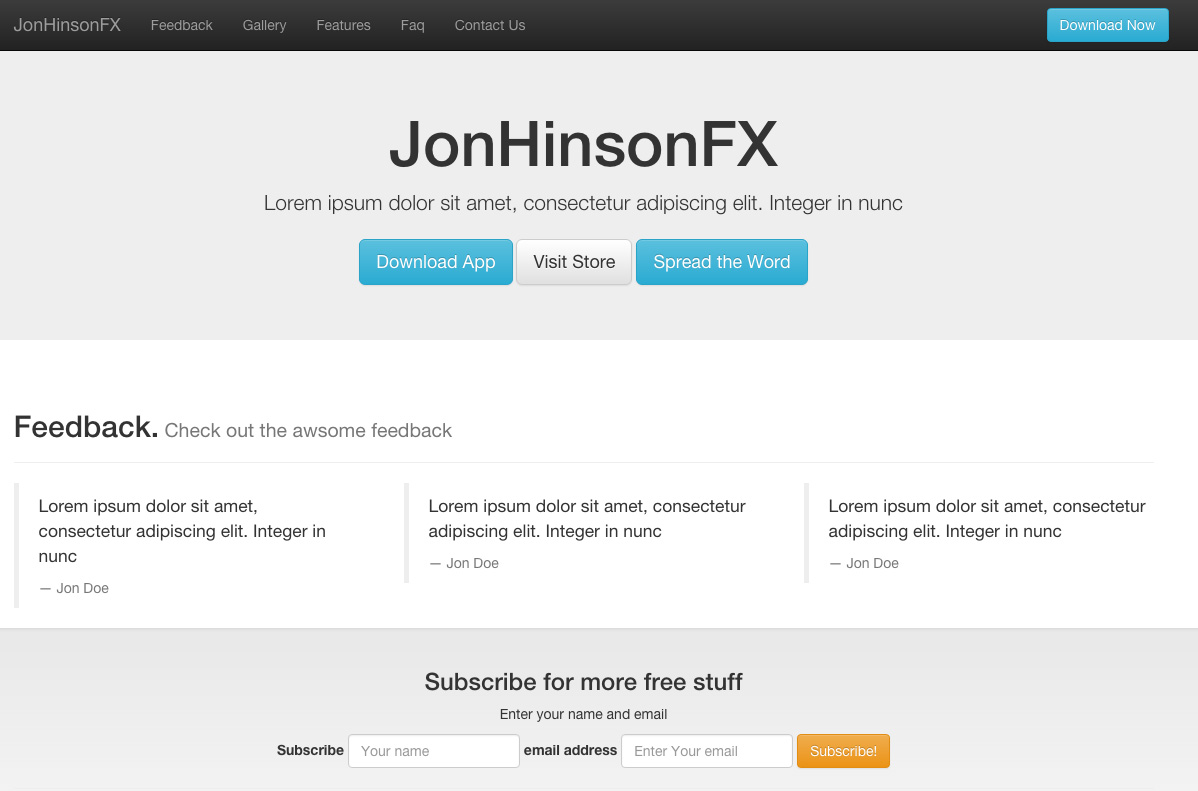 JonHinsonFX Feedback Gallery Features Faq Contact Us Download Now
JonHinsonFX
Lorem ipsum dolor sit amet, consectetur adipiscing elit. Integer in nunc
Download App Visit Store Spread the Word
Feedback. Check out the awsome feedback
Lorem ipsum dolor sit amet,
consectetur adipiscing elit. Integer in
nunc
— Jon Doe
Lorem ipsum dolor sit amet, consectetur
adipiscing elit. Integer in nunc
— Jon Doe
Lorem ipsum dolor sit amet, consectetur
adipiscing elit. Integer in nunc
— Jon Doe
Subscribe for more free stuff
Enter your name and email
Subscribe Your name email address Enter Your email Subscribe!